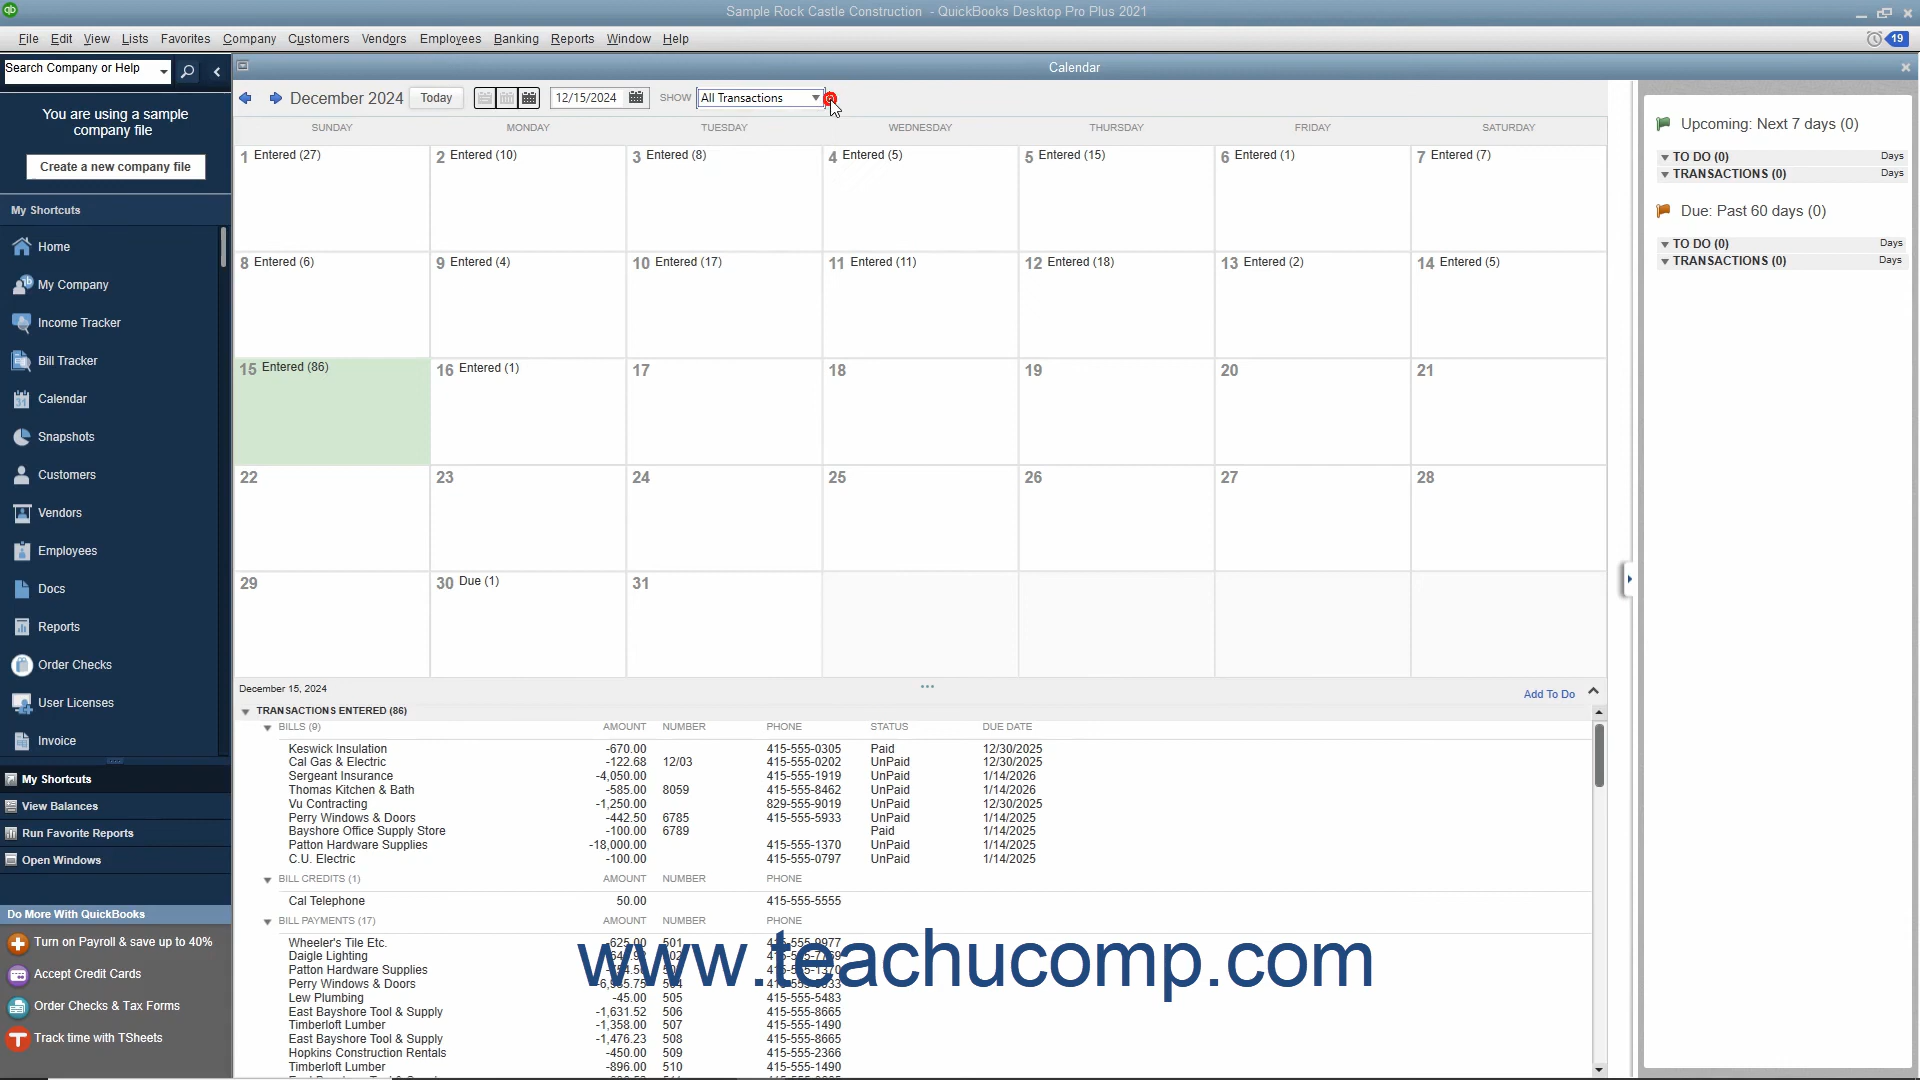 Sample Rock Castle Construction - QuickBooks Desktop Pro Plus 2021
File Edit View Lists Favorites Company Customers Vendors Employees Banking Reports Window Help
19
Search Company or Help
Calendar
You are using a sample
company file
Create a new company file
My Shortcuts
Home
My Company
Income Tracker
Bill Tracker
Calendar
Snapshots
Customers
Vendors
Employees
Docs
Reports
Order Checks
User Licenses
Invoice
My Shortcuts
View Balances
Run Favorite Reports
Open Windows
Do More With QuickBooks
Turn on Payroll & save up to 40%
Accept Credit Cards
Order Checks & Tax Forms
Track time with TSheets
December 2024 Today 12/15/2024 SHOW All Transactions
SUNDAY MONDAY TUESDAY WEDNESDAY THURSDAY FRIDAY SATURDAY
1 Entered (27) 2 Entered (10) 3 Entered (8) 4 Entered (5) 5 Entered (15) 6 Entered (1) 7 Entered (7)
8 Entered (6) 9 Entered (4) 10 Entered (17) 11 Entered (11) 12 Entered (18) 13 Entered (2) 14 Entered (5)
15 Entered (86) 16 Entered (1) 17 18 19 20 21
22 23 24 25 26 27 28
29 30 Due (1) 31
December 15, 2024
Add To Do
TRANSACTIONS ENTERED (86)
BILLS (9) AMOUNT NUMBER PHONE STATUS DUE DATE
Keswick Insulation -670.00 415-555-0305 Paid 12/30/2025
Cal Gas & Electric -122.68 12/03 415-555-0202 UnPaid 12/30/2025
Sergeant Insurance -4,050.00 415-555-1919 UnPaid 1/14/2026
Thomas Kitchen & Bath -585.00 8059 415-555-8462 UnPaid 1/14/2026
Vu Contracting -1,250.00 829-555-9019 UnPaid 12/30/2025
Perry Windows & Doors -442.50 6785 415-555-5933 UnPaid 1/14/2025
Bayshore Office Supply Store -100.00 6789 Paid 1/14/2025
Patton Hardware Supplies -18,000.00 415-555-1370 UnPaid 1/14/2025
C.U. Electric -100.00 415-555-0797 UnPaid 1/14/2025
BILL CREDITS (1) AMOUNT NUMBER PHONE
Cal Telephone 50.00 415-555-5555
BILL PAYMENTS (17) AMOUNT NUMBER PHONE
Wheeler's Tile Etc. -625.00 501
Daigle Lighting
Patton Hardware Supplies
Perry Windows & Doors
Lew Plumbing -45.00 505 415-555-5483
East Bayshore Tool & Supply -1,631.52 506 415-555-8665
Timberloft Lumber -1,358.00 507 415-555-1490
East Bayshore Tool & Supply -1,476.23 508 415-555-8665
Hopkins Construction Rentals -450.00 509 415-555-2366
Timberloft Lumber -896.00 510 415-555-1490
www.teachucomp.com
Upcoming: Next 7 days (0)
TO DO (0) Days
TRANSACTIONS (0) Days
Due: Past 60 days (0)
TO DO (0) Days
TRANSACTIONS (0) Days